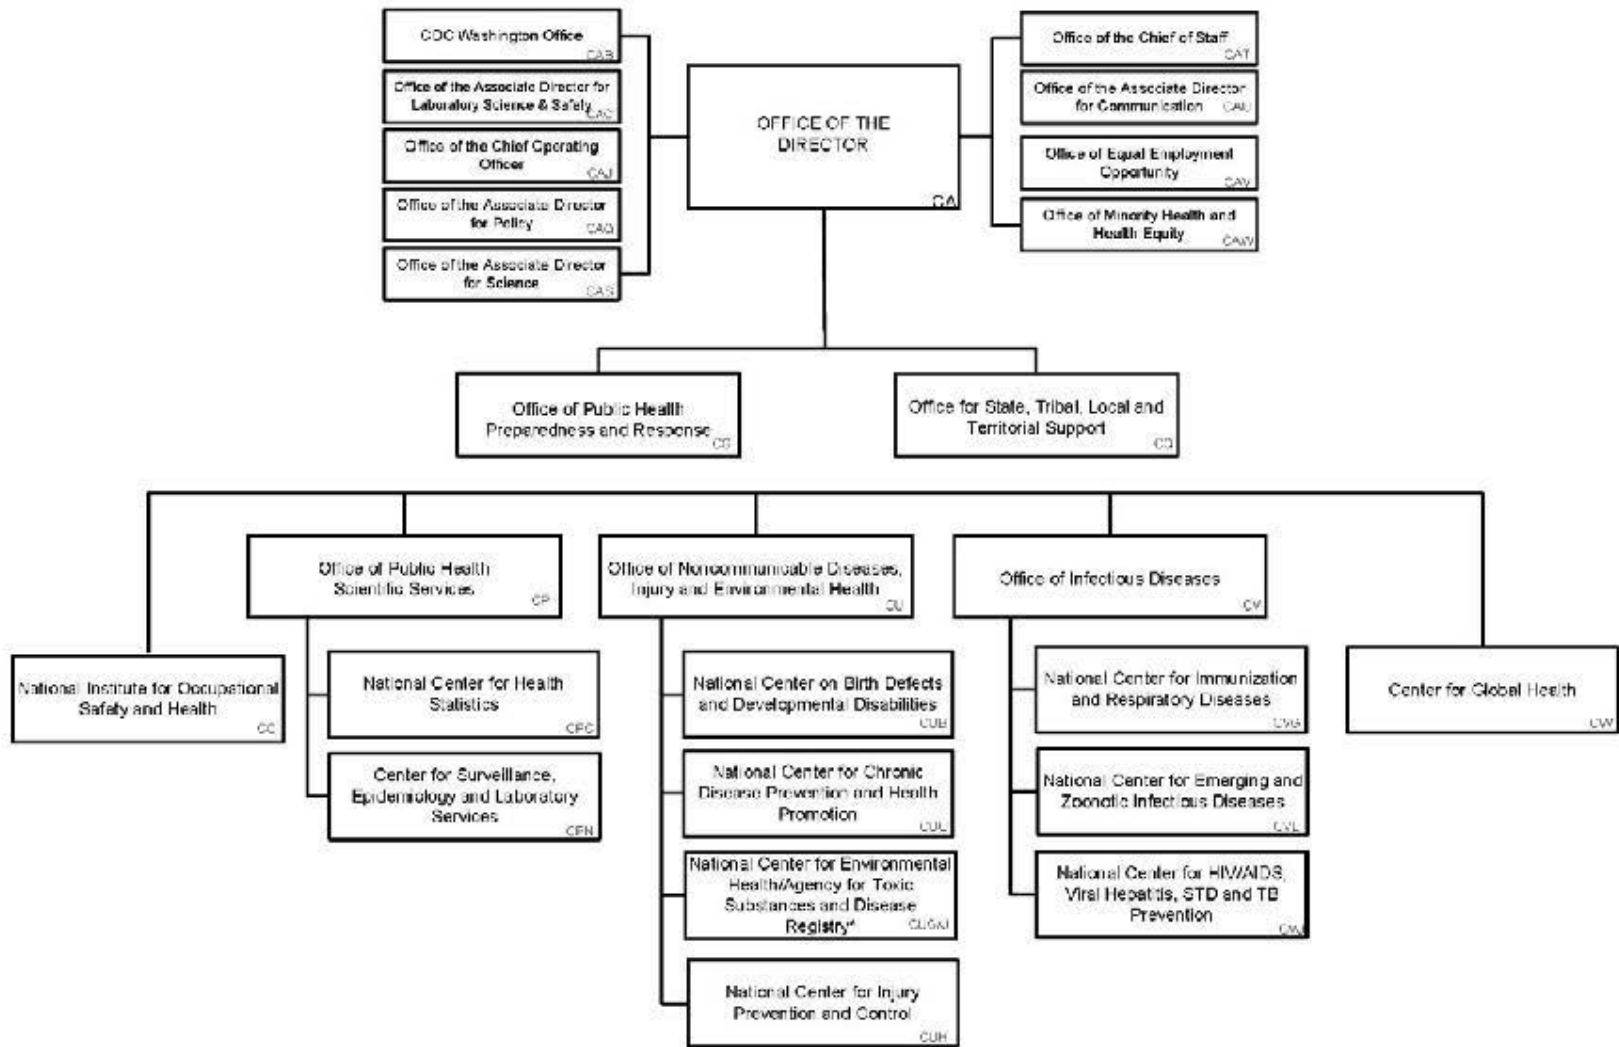 CDC Washington Office
CAB
Office of the Associate Director for
Laboratory Science & Safety
CAC
Office of the Chief Operating
Officer
CAJ
Office of the Associate Director
for Policy
CAQ
Office of the Associate Director
for Science
CAS
OFFICE OF THE
DIRECTOR
CA
Office of the Chief of Staff
CAT
Office of the Associate Director
for Communication
CAU
Office of Equal Employment
Opportunity
CAV
Office of Minority Health and
Health Equity
CAW
Office of Public Health
Preparedness and Response
CG
Office for State, Tribal, Local and
Territorial Support
CQ
Office of Public Health
Scientific Services
CP
Office of Noncommunicable Diseases,
Injury and Environmental Health
CU
Office of Infectious Diseases
CV
National Institute for Occupational
Safety and Health
CC
National Center for Health
Statistics
CPC
Center for Surveillance,
Epidemiology and Laboratory
Services
CPN
National Center on Birth Defects
and Developmental Disabilities
CUB
National Center for Chronic
Disease Prevention and Health
Promotion
CUC
National Center for Environmental
Health/Agency for Toxic
Substances and Disease
Registry*
National Center for Injury
Prevention and Control
CUH
National Center for Immunization
and Respiratory Diseases
CVG
National Center for Emerging and
Zoonotic Infectious Diseases
CVL
National Center for HIV/AIDS,
Viral Hepatitis, STD and TB
Prevention
Center for Global Health
CW